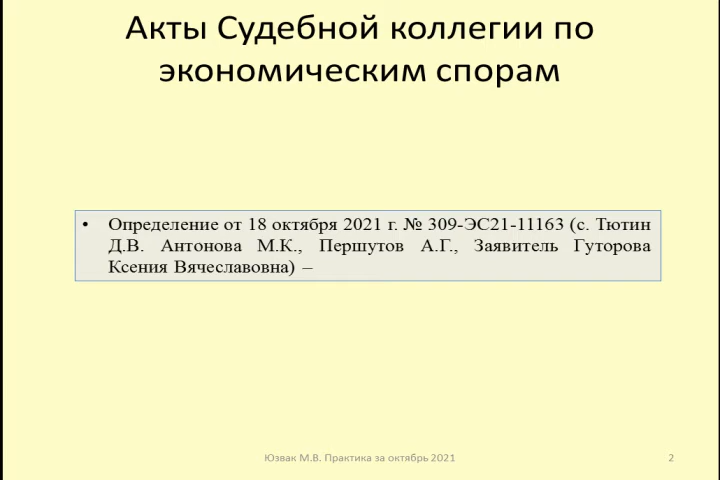 Акты Судебной коллегии по
экономическим спорам
• Определение от 18 октября 2021 г. № 309-ЭС21-11163 (с. Тютин
Д.В. Антонова М.К., Першутов А.Г., Заявитель Гуторова
Ксения Вячеславовна) –
Юзвак М.В. Практика за октябрь 2021
2